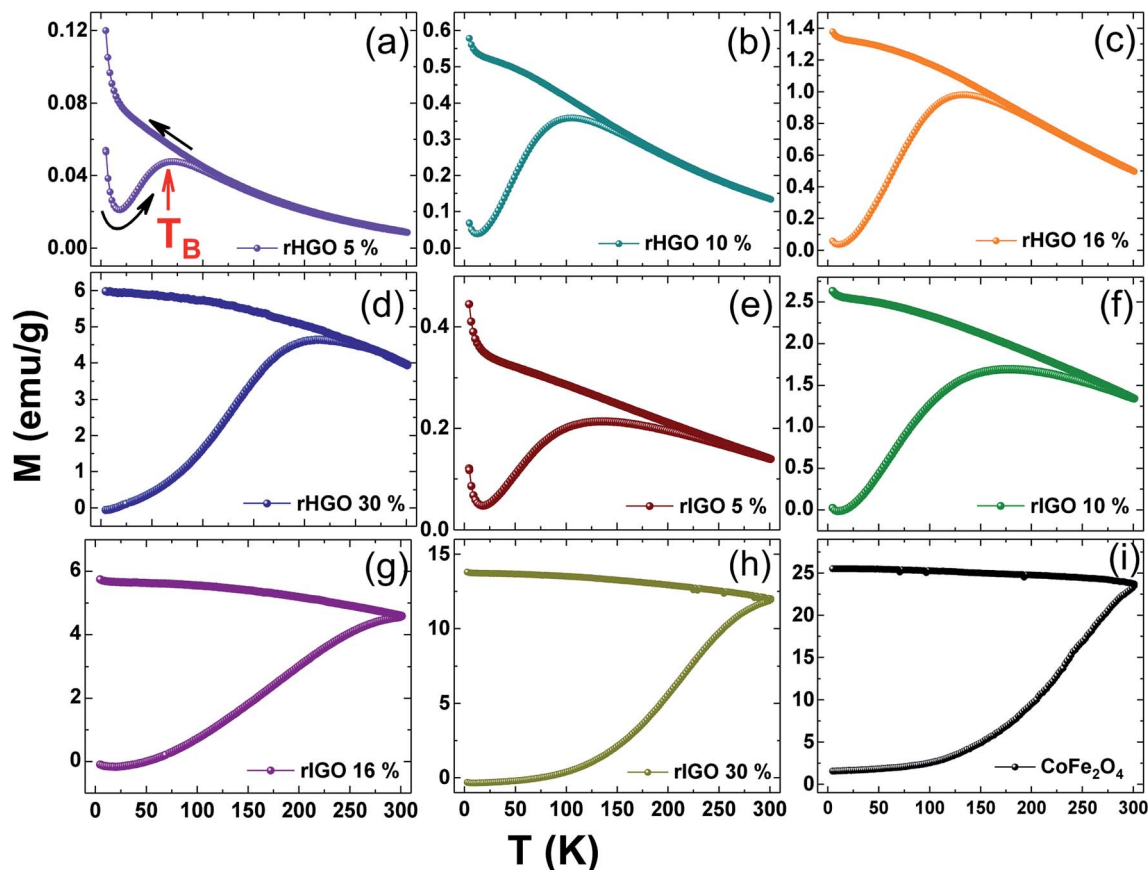 (a)
0.12
0.08
0.04
0.00
T_B
rHGO 5 %
(b)
0.6
0.5
0.4
0.3
0.2
0.1
0.0
rHGO 10 %
(c)
1.4
1.2
1.0
0.8
0.6
0.4
0.2
0.0
rHGO 16 %
(d)
6
5
4
3
2
1
0
rHGO 30 %
(e)
0.4
0.2
0.0
rIGO 5 %
(f)
2.5
2.0
1.5
1.0
0.5
0.0
rIGO 10 %
(g)
6
4
2
0
rIGO 16 %
0 50 100 150 200 250 300
(h)
15
10
5
0
rIGO 30 %
0 50 100 150 200 250 300
(i)
25
20
15
10
5
0
CoFe₂O₄
0 50 100 150 200 250 300
M (emu/g)
T (K)